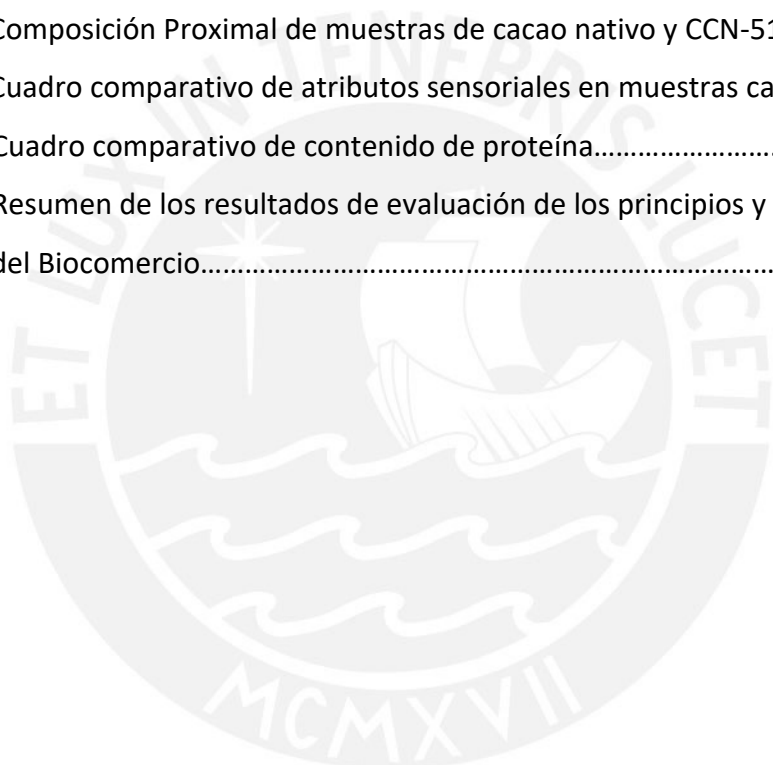 Composición Proximal de muestras de cacao nativo y CCN-51
Cuadro comparativo de atributos sensoriales en muestras ca
Cuadro comparativo de contenido de proteína……………………
Resumen de los resultados de evaluación de los principios y
del Biocomercio……………………………………………………………………
ET LUX IN TENEBRIS LUCET
MCMXVII